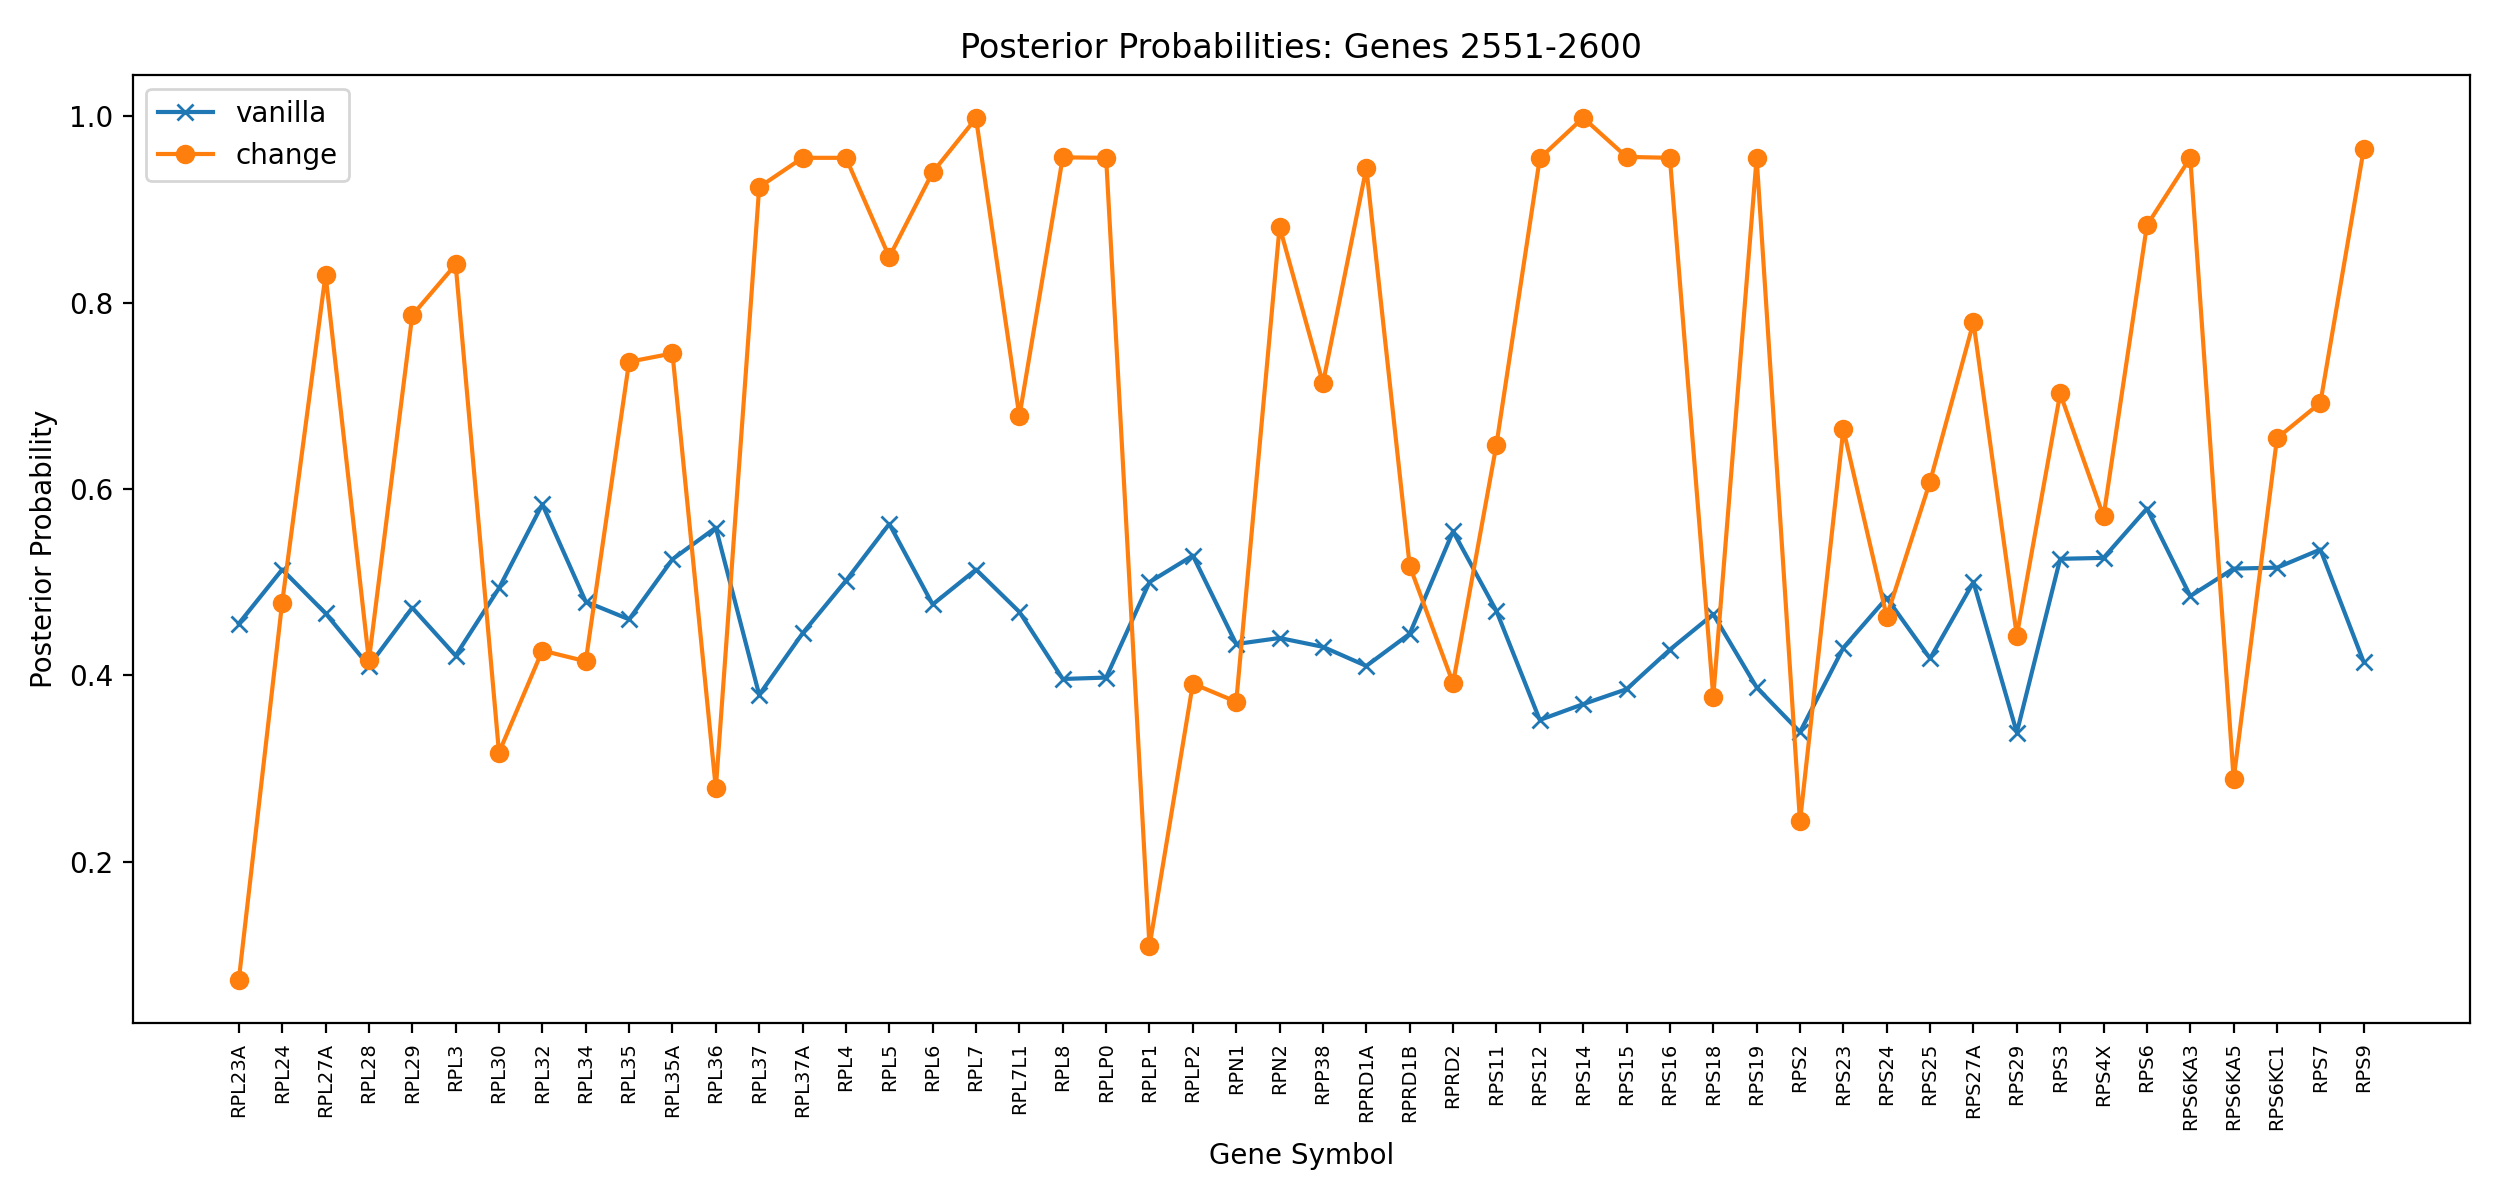 Posterior Probabilities: Genes 2551-2600
vanilla
change
1.0
0.8
0.6
0.4
0.2
Posterior Probability
RPL23A
RPL24
RPL27A
RPL28
RPL29
RPL3
RPL30
RPL32
RPL34
RPL35
RPL35A
RPL36
RPL37
RPL37A
RPL4
RPL5
RPL6
RPL7
RPL7L1
RPL8
RPLP0
RPLP1
RPLP2
RPN1
RPN2
RPP38
RPRD1A
RPRD1B
RPRD2
RPS11
RPS12
RPS14
RPS15
RPS16
RPS18
RPS19
RPS2
RPS23
RPS24
RPS25
RPS27A
RPS29
RPS3
RPS4X
RPS6
RPS6KA3
RPS6KA5
RPS6KC1
RPS7
RPS9
Gene Symbol